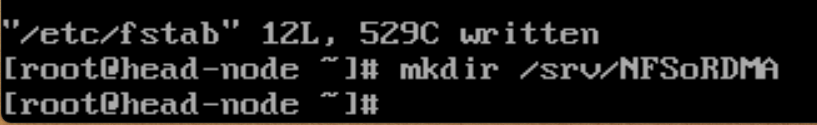 "/etc/fstab" 12L, 529C written
[root@head-node ~]# mkdir /srv/NFSoRDMA
[root@head-node ~]#